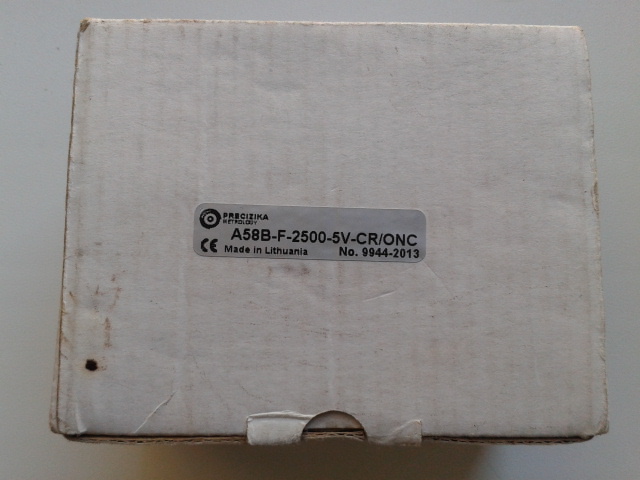 PRECIZIKA
METROLOGY
A58B-F-2500-5V-CR/ONC
CE Made in Lithuania No. 9944-2013